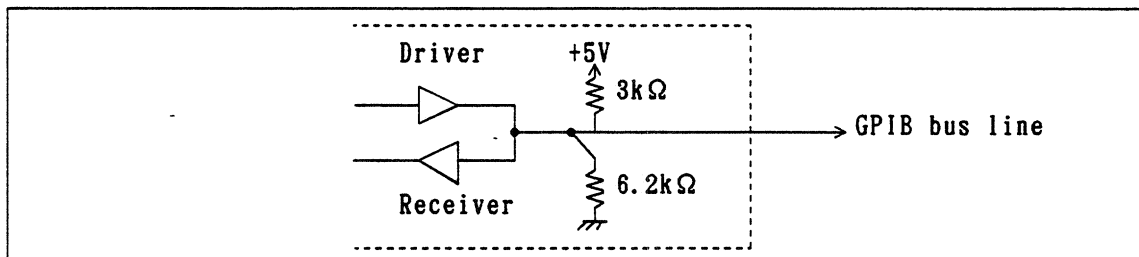 Driver
+5V
3kΩ
GPIB bus line
6.2kΩ
Receiver